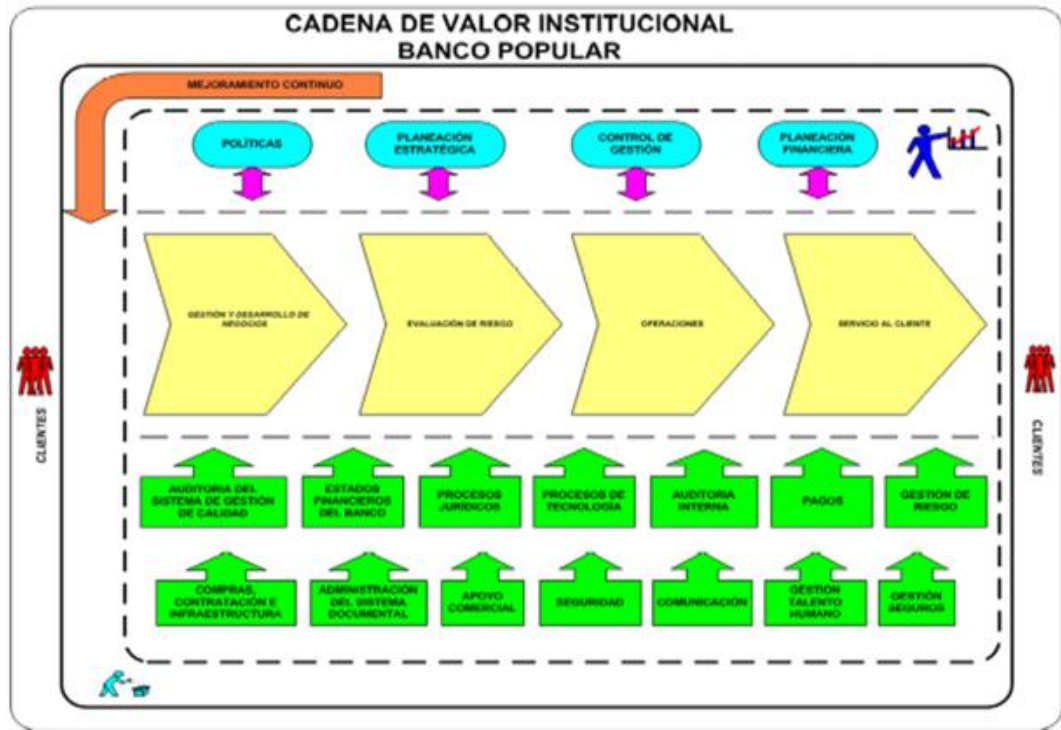 CADENA DE VALOR INSTITUCIONAL
BANCO POPULAR
MEJORAMIENTO CONTINUO
POLÍTICAS
PLANEACIÓN
ESTRATÉGICA
CONTROL DE
GESTIÓN
PLANEACIÓN
FINANCIERA
GESTIÓN Y DESARROLLO DE
NEGOCIOS
EVALUACIÓN DE RIESGO
OPERACIONES
SERVICIO AL CLIENTE
CLIENTES
CLIENTES
AUDITORIA DEL
SISTEMA DE GESTIÓN
DE CALIDAD
ESTADOS
FINANCIEROS
DEL BANCO
PROCESOS
JURÍDICOS
PROCESOS DE
TECNOLOGÍA
AUDITORIA
INTERNA
PAGOS
GESTIÓN DE
RIESGO
COMPRAS,
CONTRATACIÓN E
INFRAESTRUCTURA
ADMINISTRACIÓN
DEL SISTEMA
DOCUMENTAL
APOYO
COMERCIAL
SEGURIDAD
COMUNICACIÓN
GESTIÓN
TALENTO
HUMANO
GESTIÓN
SEGUROS